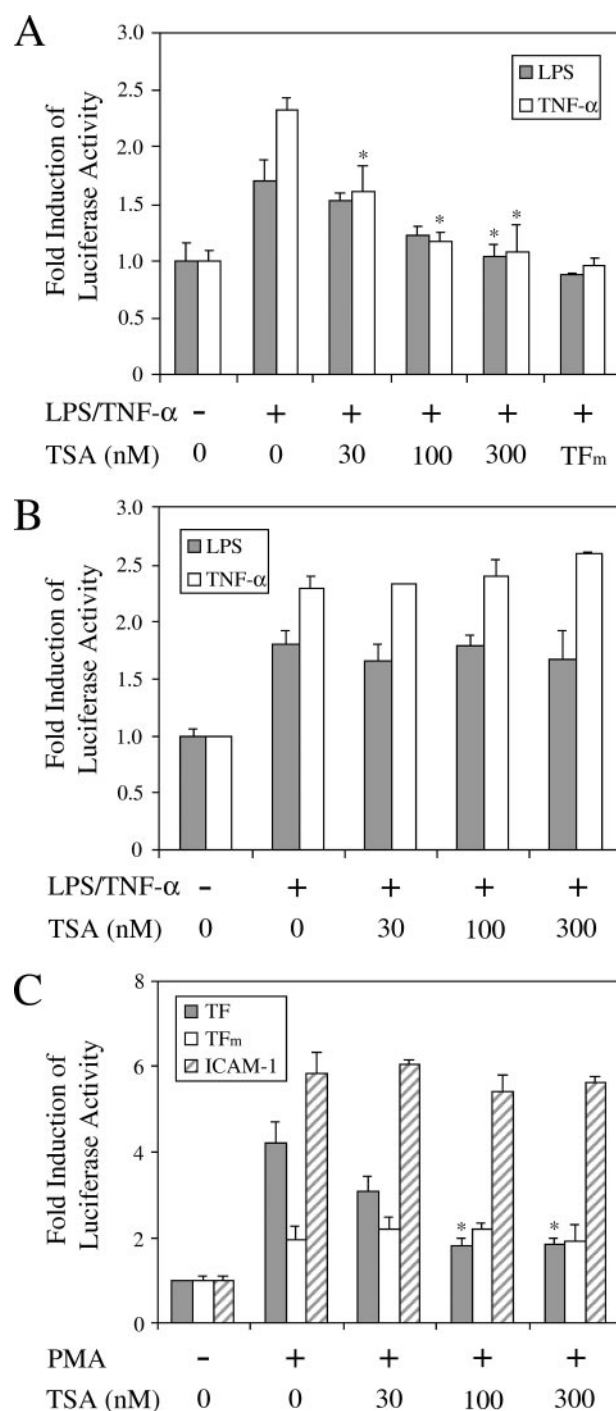 A
Fold Induction of
Luciferase Activity
3.0
2.5
2.0
1.5
1.0
0.5
0
LPS
TNF-α
* * * *
LPS/TNF-α - + + + + +
TSA (nM) 0 0 30 100 300 TFm
B
Fold Induction of
Luciferase Activity
3.0
2.5
2.0
1.5
1.0
0.5
0
LPS
TNF-α
LPS/TNF-α - + + + +
TSA (nM) 0 0 30 100 300
C
Fold Induction of
Luciferase Activity
8
6
4
2
0
TF
TFm
ICAM-1
* *
PMA - + + + +
TSA (nM) 0 0 30 100 300